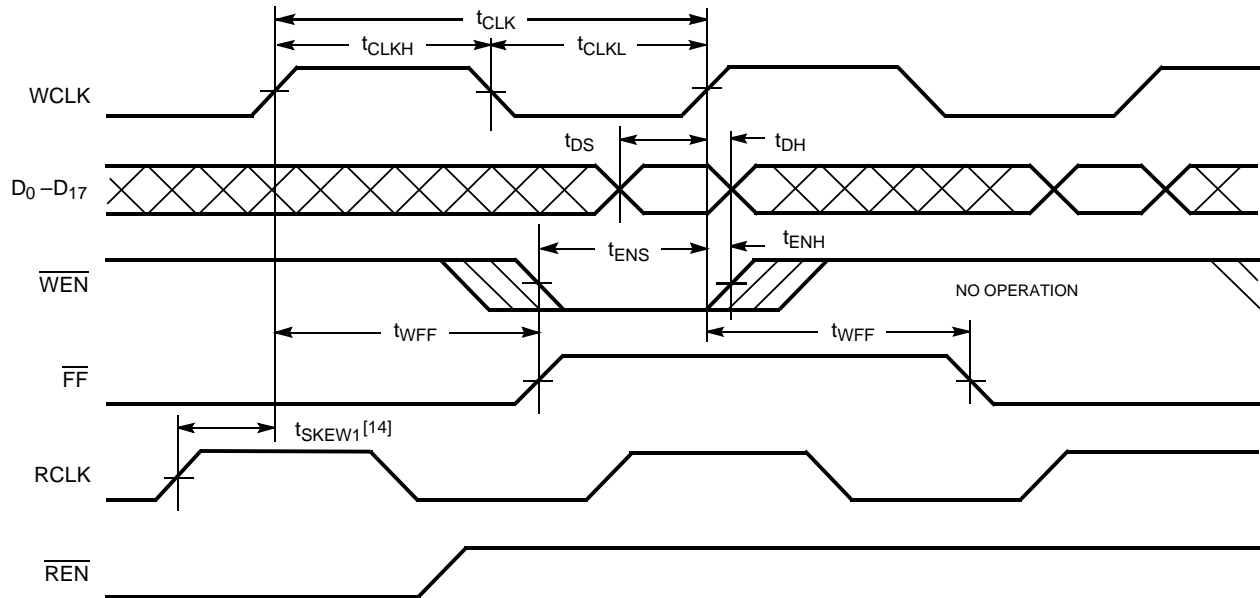 tCLK
tCLKH
tCLKL
WCLK
tDS
tDH
D0 –D17
tENS
tENH
WEN
NO OPERATION
tWFF
tWFF
FF
tSKEW1[14]
RCLK
REN